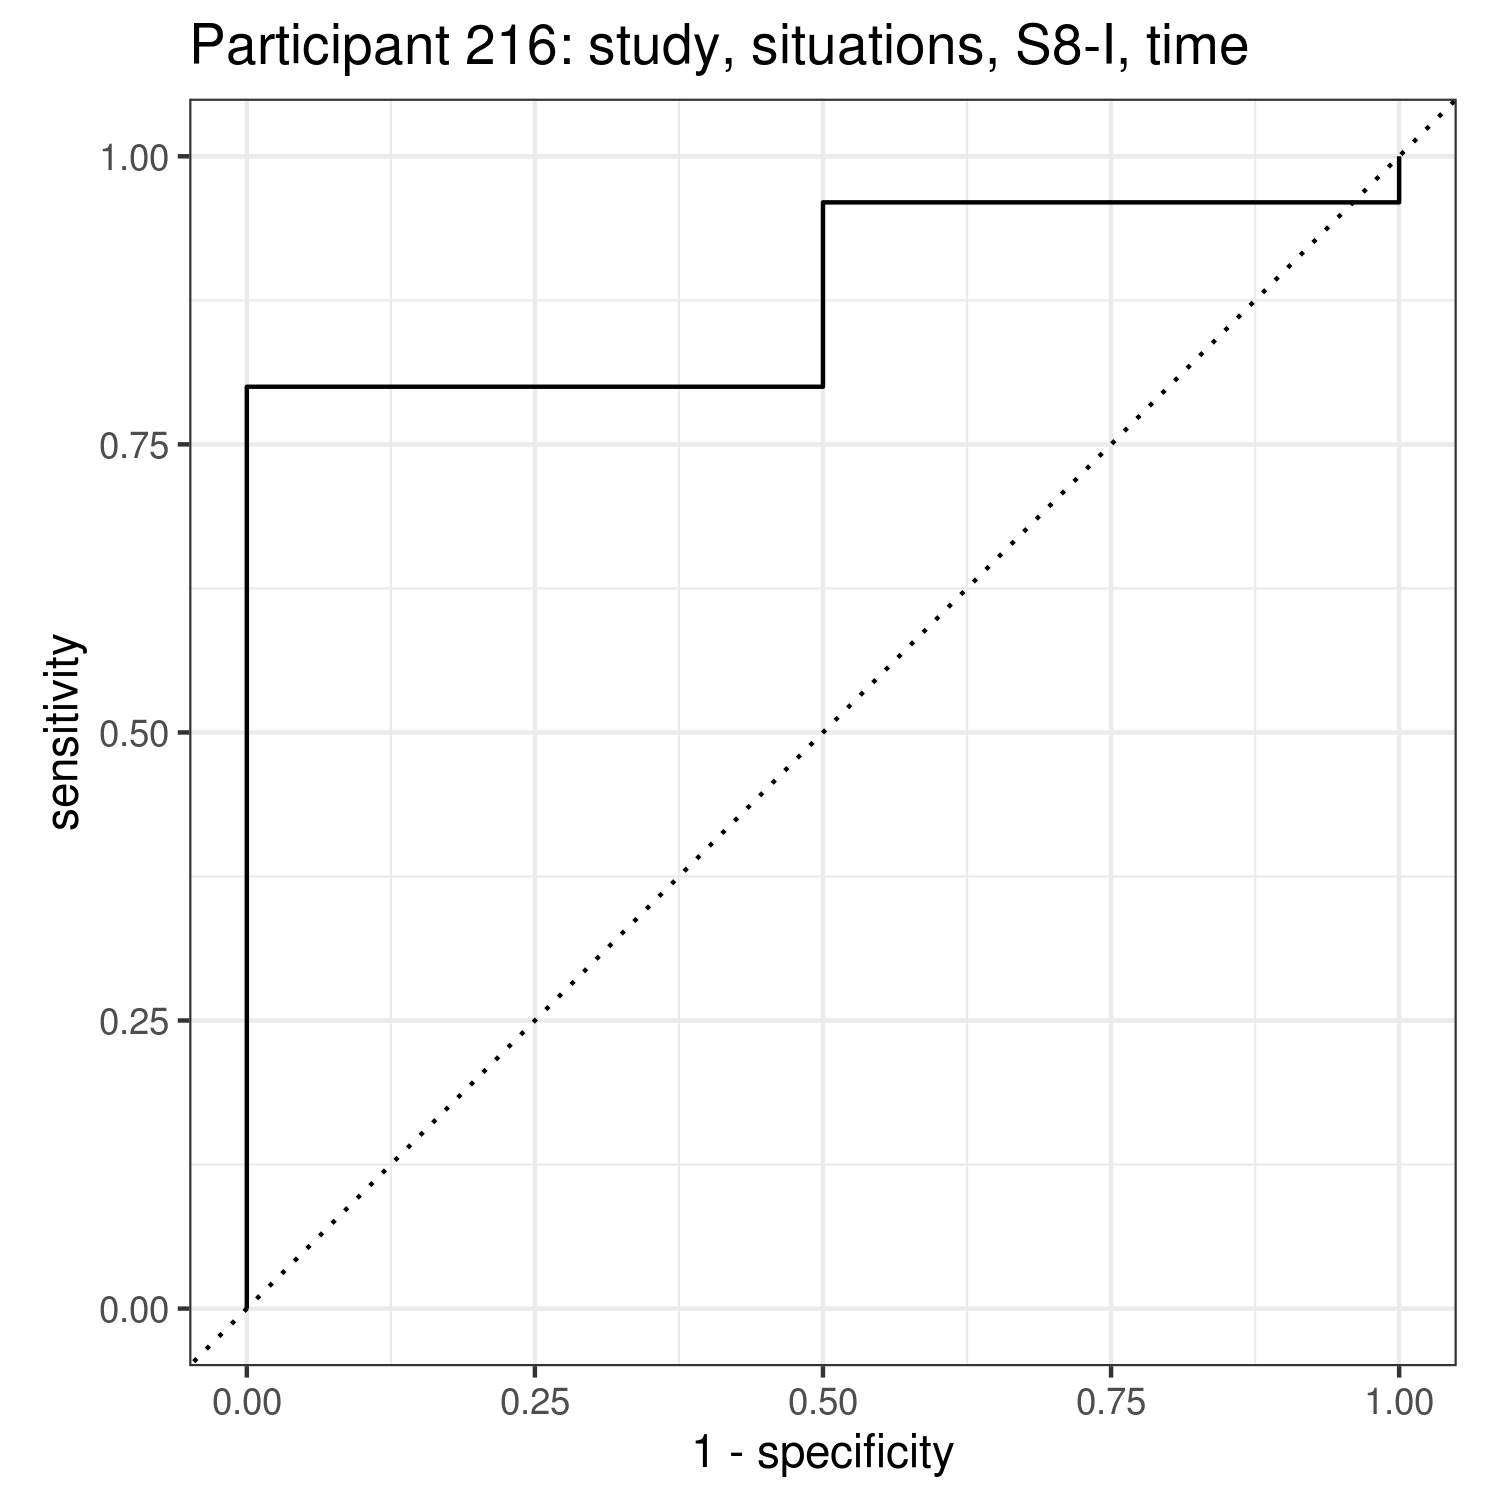 Participant 216: study, situations, S8-I, time
1.00
0.75
0.50
0.25
0.00
sensitivity
0.00 0.25 0.50 0.75 1.00
1 - specificity